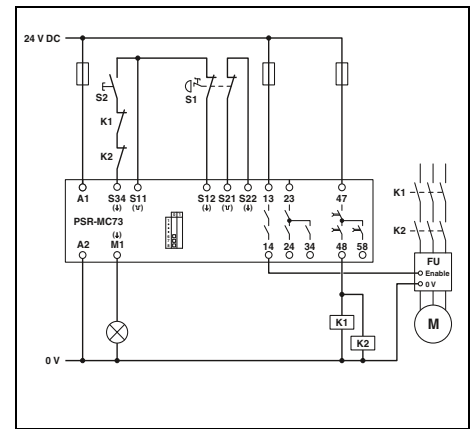 24 V DC
S2
S1
K1
K2
A1 S34 S11 S12 S21 S22 13 23 47
PSR-MC73
A2 M1 14 24 34 48 58
K1
K2
FU
Enable
0 V
K1
K2
M
0 V